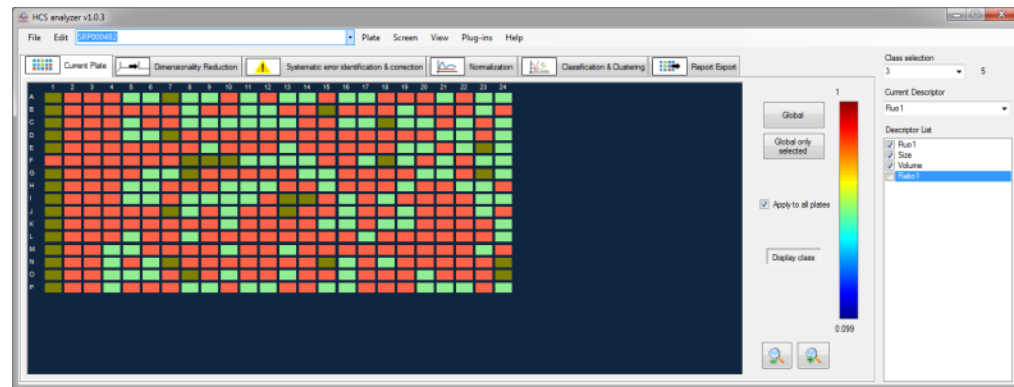 HCS analyzer v1.0.3
File Edit SRP000492 Plate Screen View Plug-ins Help
Current Plate Dimensionality Reduction Systematic error identification & correction Normalization Classification & Clustering Report Export
Class selection
3 5
1 2 3 4 5 6 7 8 9 10 11 12 13 14 15 16 17 18 19 20 21 22 23 24
1
Current Descriptor
Fluo1
A
B
C
D
E
F
G
H
I
J
K
L
M
N
O
P
Global
Global only
selected
Apply to all plates
Display class
0.099
Descriptor List
Fluo1
Size
Volume
Ratio1